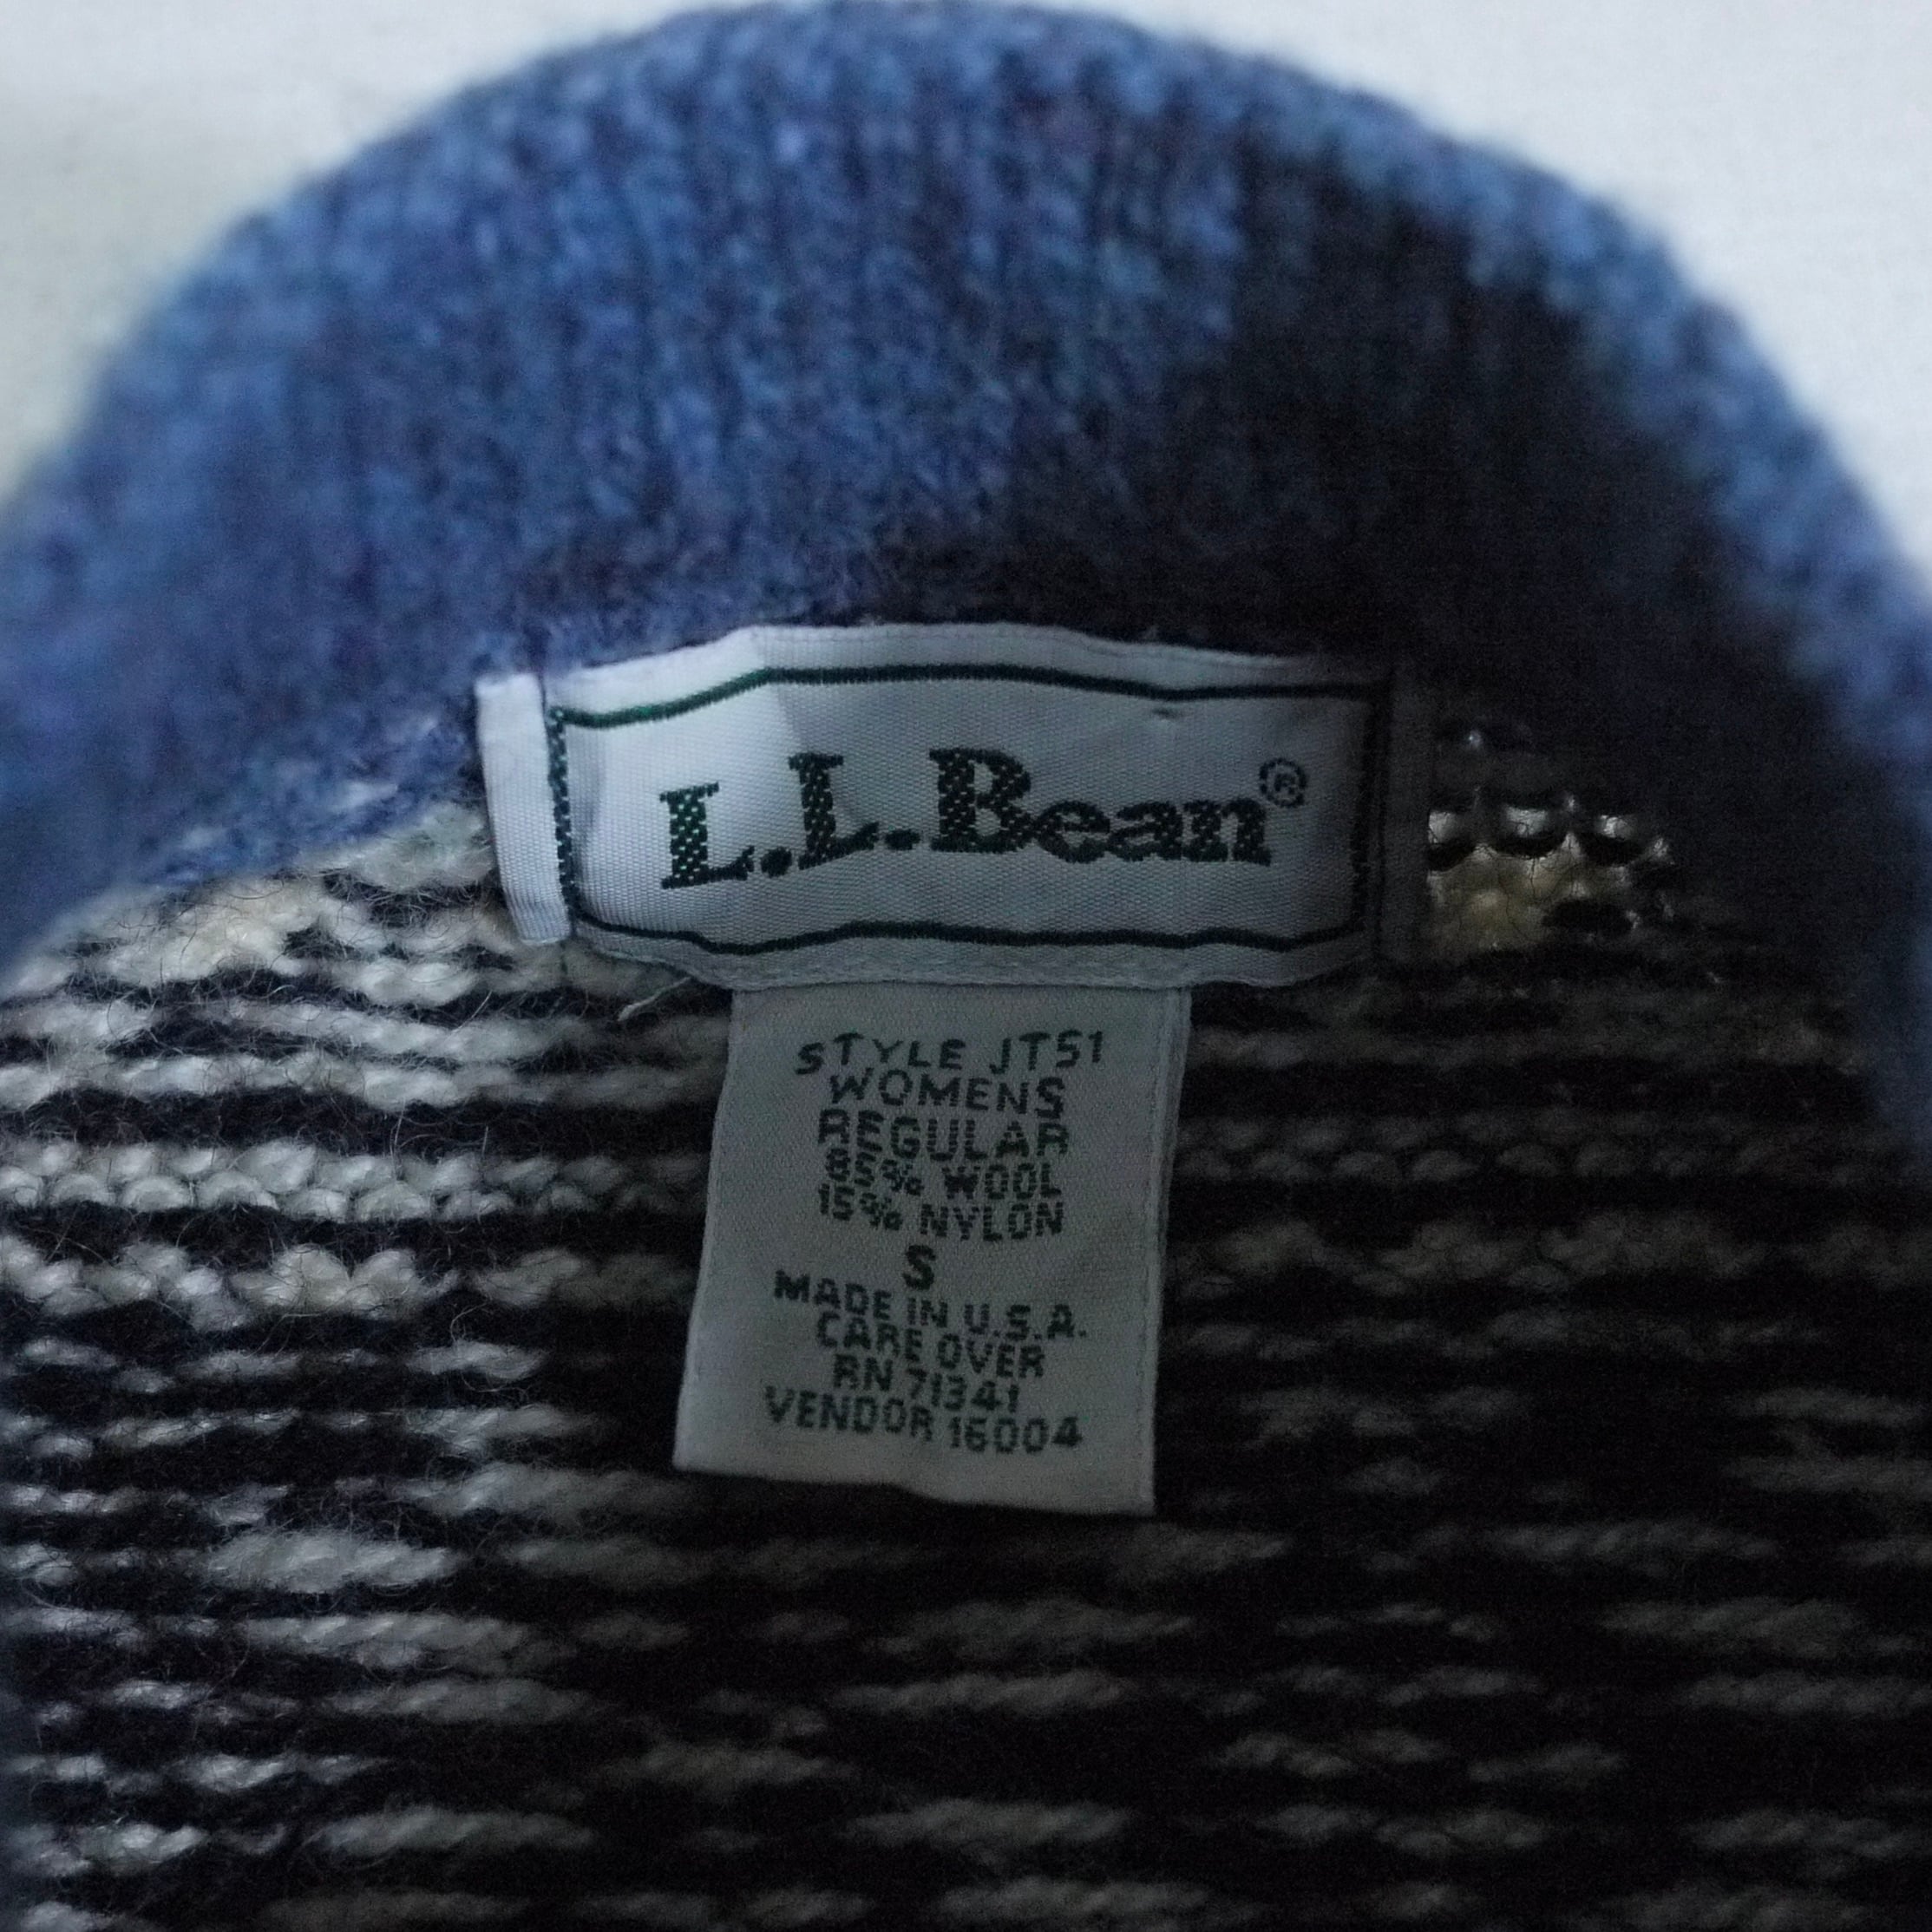 L.L.Bean®
STYLE JT51
WOMENS
REGULAR
85% WOOL
15% NYLON
S
MADE IN U.S.A.
CARE OVER
RN 71341
VENDOR 16004